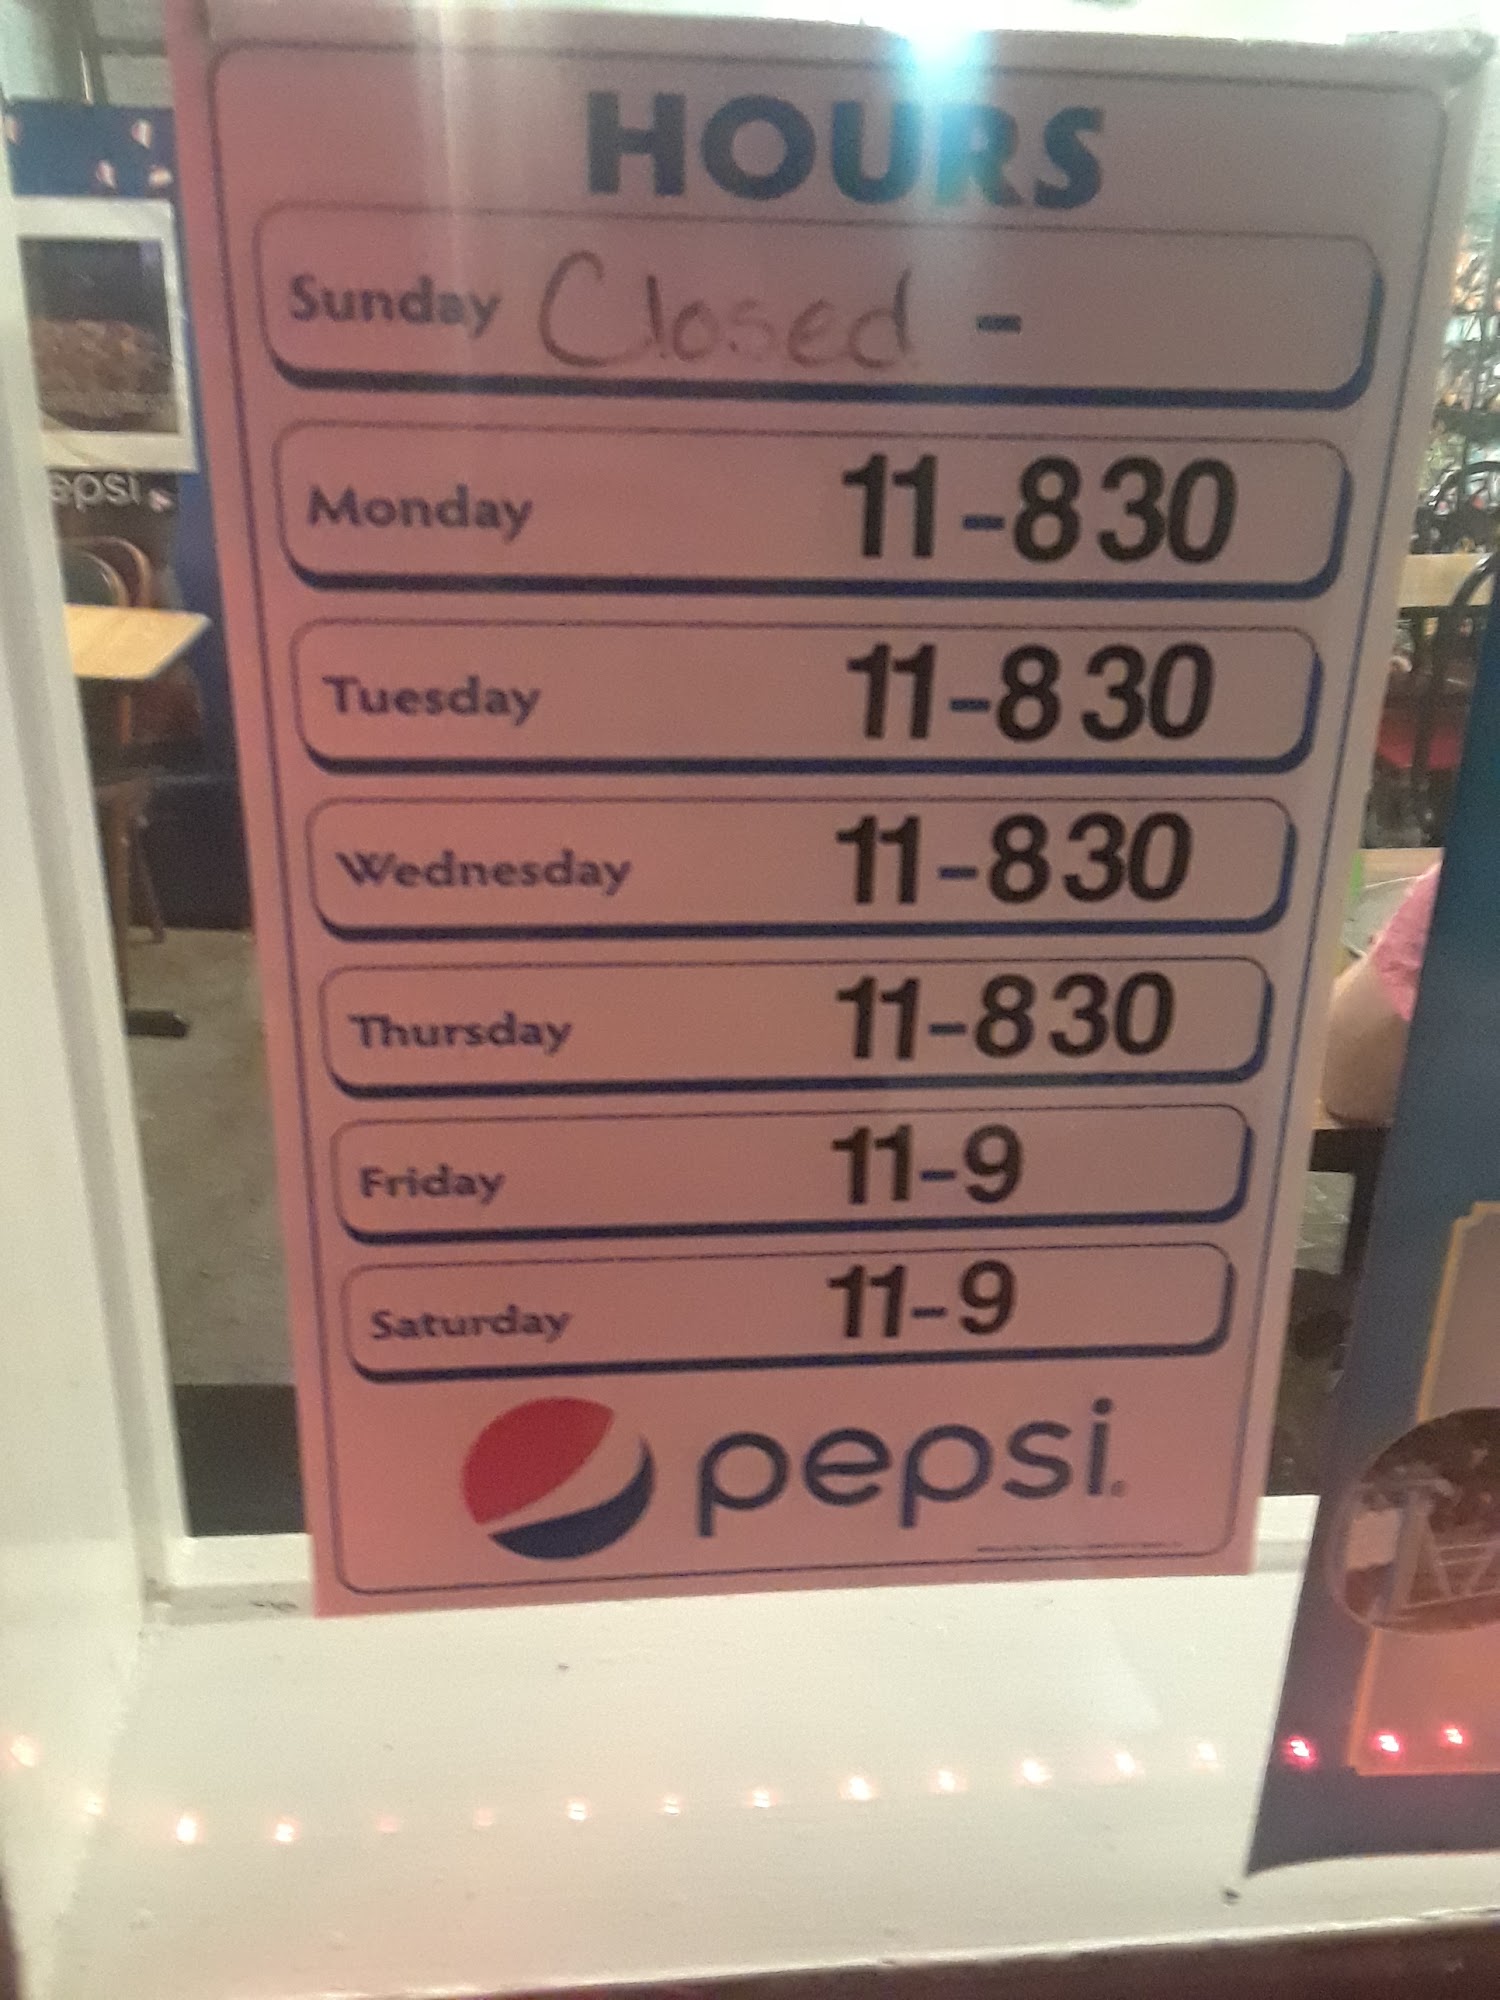 HOURS
Sunday Closed -
Monday 11-8 30
Tuesday 11-8 30
Wednesday 11-8 30
Thursday 11-8 30
Friday 11-9
Saturday 11-9
pepsi.
epsi